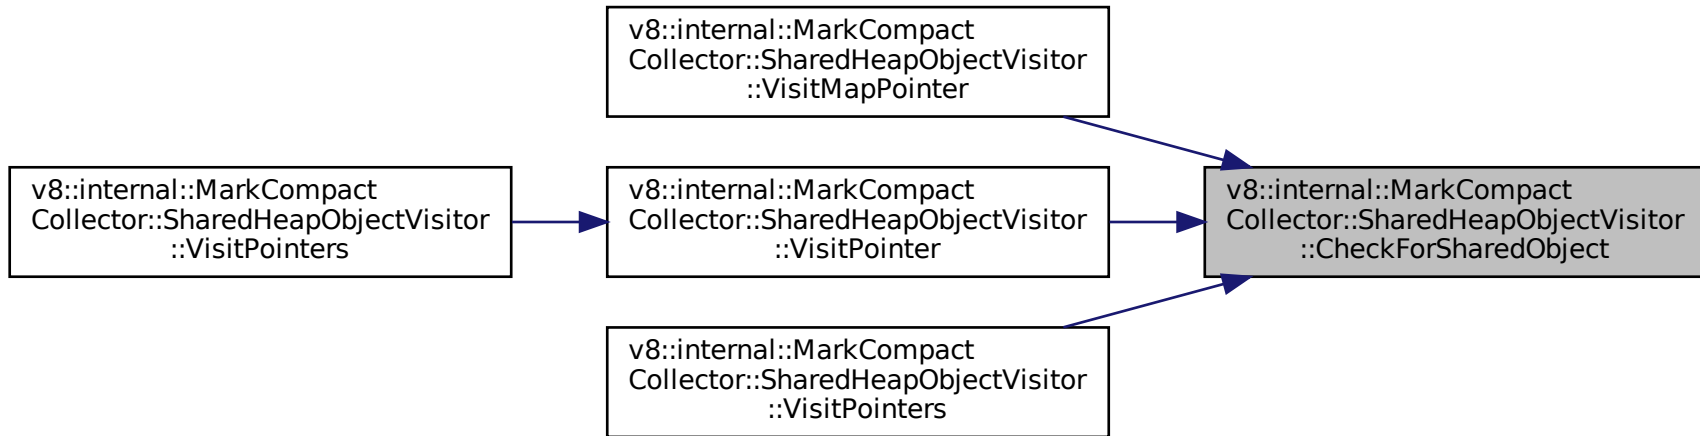 v8::internal::MarkCompact
Collector::SharedHeapObjectVisitor
::VisitMapPointer
v8::internal::MarkCompact
Collector::SharedHeapObjectVisitor
::VisitPointers
v8::internal::MarkCompact
Collector::SharedHeapObjectVisitor
::VisitPointer
v8::internal::MarkCompact
Collector::SharedHeapObjectVisitor
::CheckForSharedObject
v8::internal::MarkCompact
Collector::SharedHeapObjectVisitor
::VisitPointers